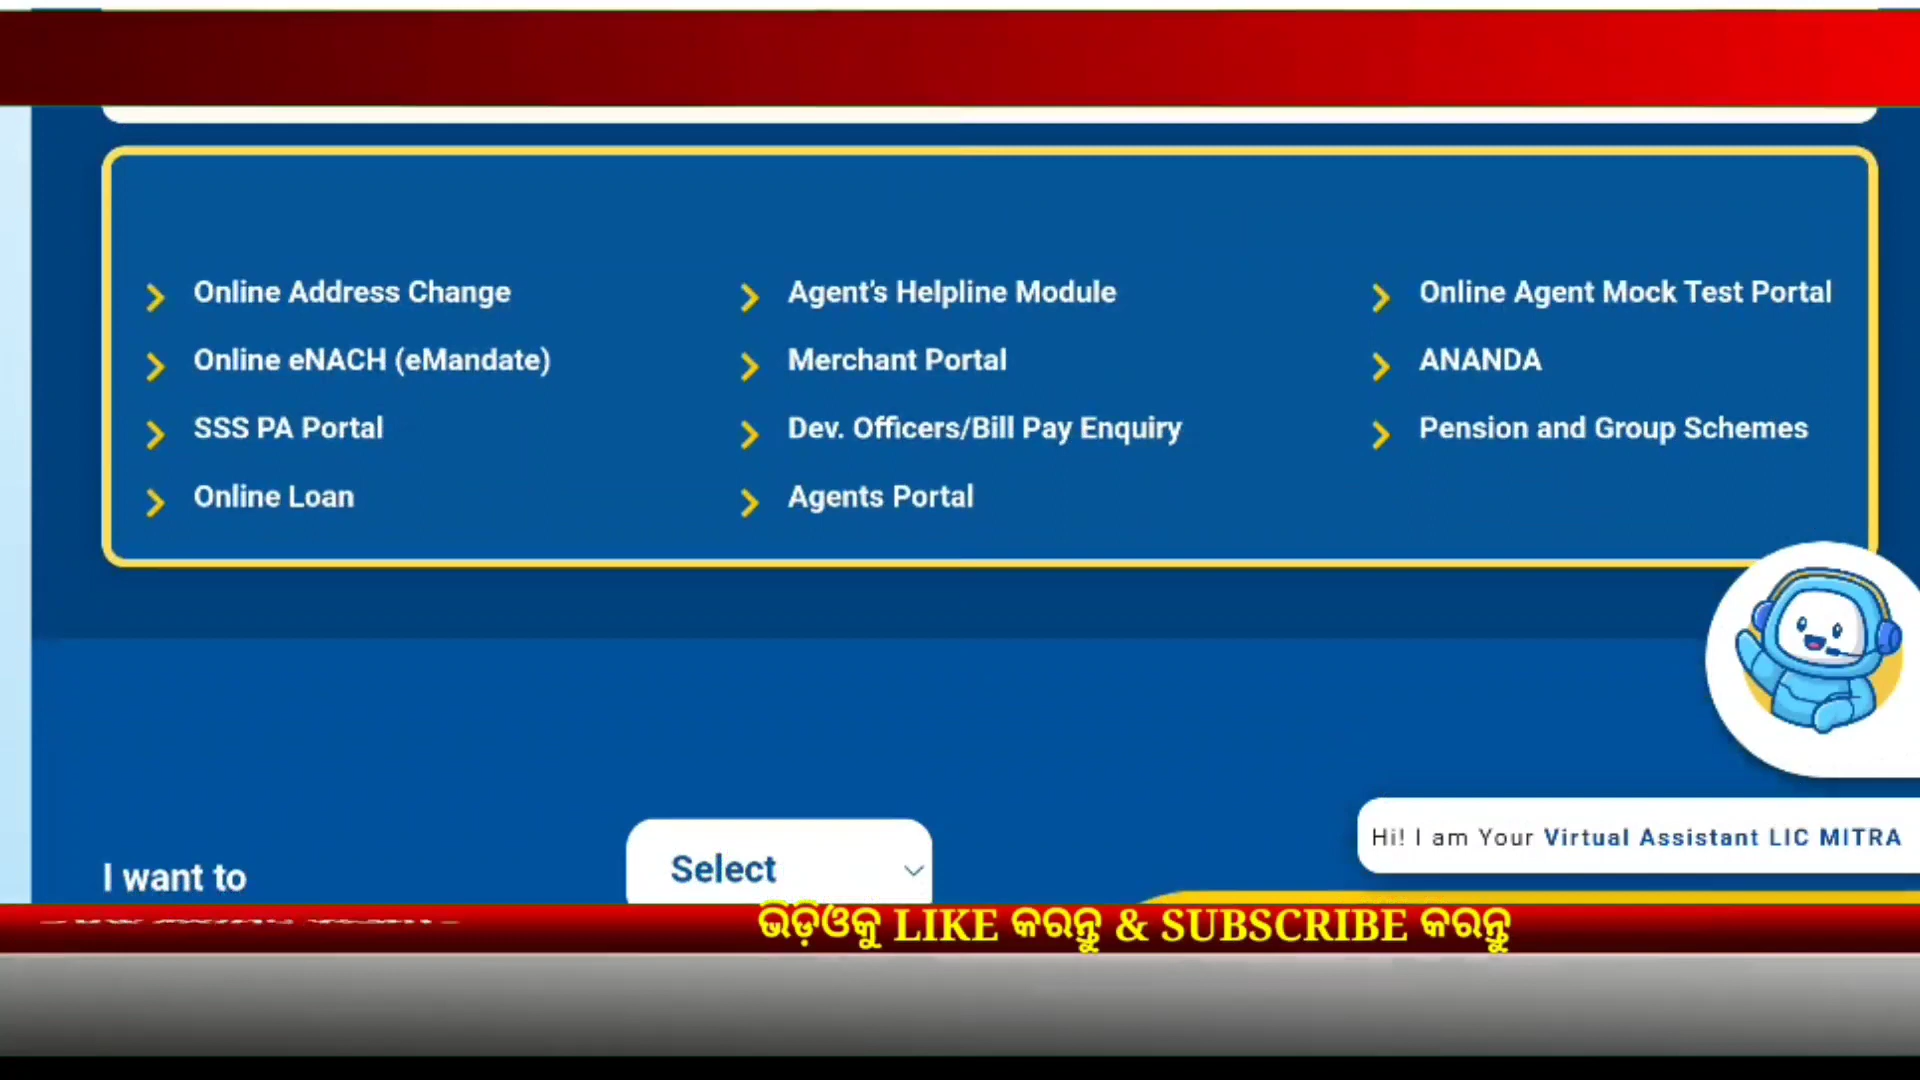 Online Address Change
Online eNACH (eMandate)
SSS PA Portal
Online Loan
Agent's Helpline Module
Merchant Portal
Dev. Officers/Bill Pay Enquiry
Agents Portal
Online Agent Mock Test Portal
ANANDA
Pension and Group Schemes
I want to
Select
Hi! I am Your Virtual Assistant LIC MITRA
ଭିଡ଼ିଓକୁ LIKE କରନ୍ତୁ & SUBSCRIBE କରନ୍ତୁ